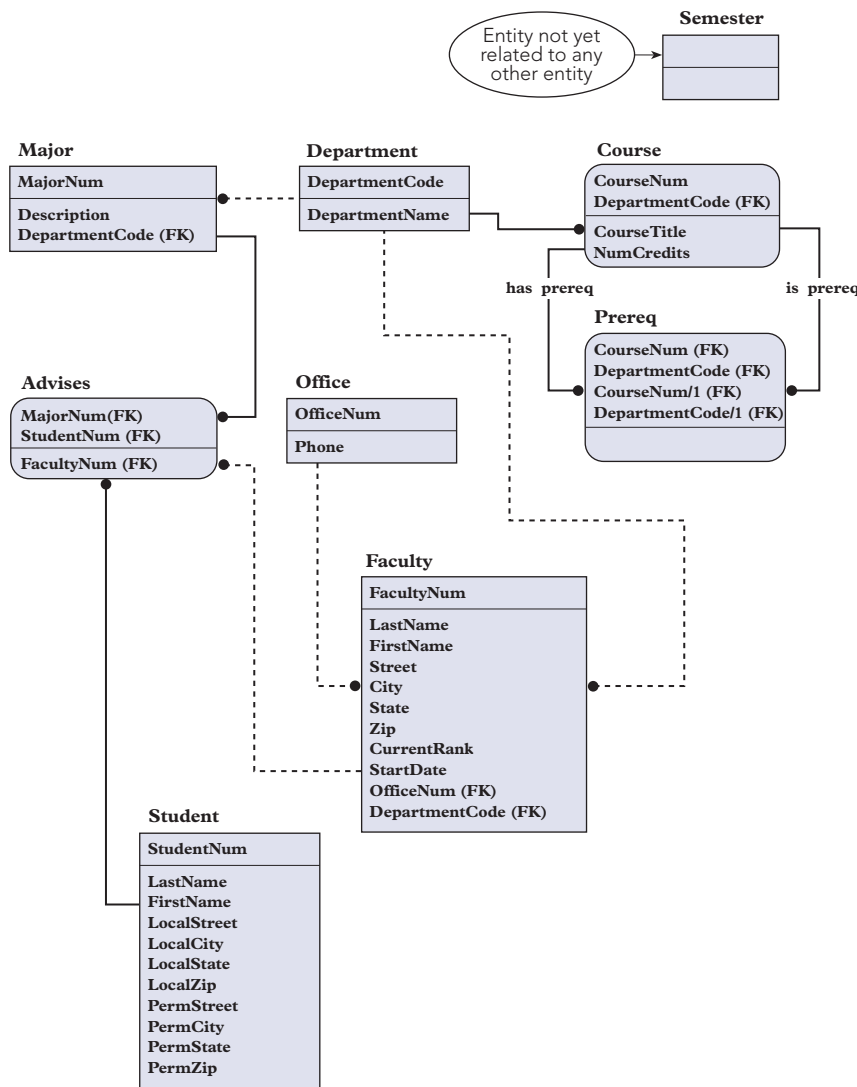 Semester
Entity not yet
related to any
other entity
Major
MajorNum
Description
DepartmentCode (FK)
Department
DepartmentCode
DepartmentName
Course
CourseNum
DepartmentCode (FK)
CourseTitle
NumCredits
has prereq
is prereq
Prereq
CourseNum (FK)
DepartmentCode (FK)
CourseNum/1 (FK)
DepartmentCode/1 (FK)
Advises
MajorNum(FK)
StudentNum (FK)
FacultyNum (FK)
Office
OfficeNum
Phone
Faculty
FacultyNum
LastName
FirstName
Street
City
State
Zip
CurrentRank
StartDate
OfficeNum (FK)
DepartmentCode (FK)
Student
StudentNum
LastName
FirstName
LocalStreet
LocalCity
LocalState
LocalZip
PermStreet
PermCity
PermState
PermZip